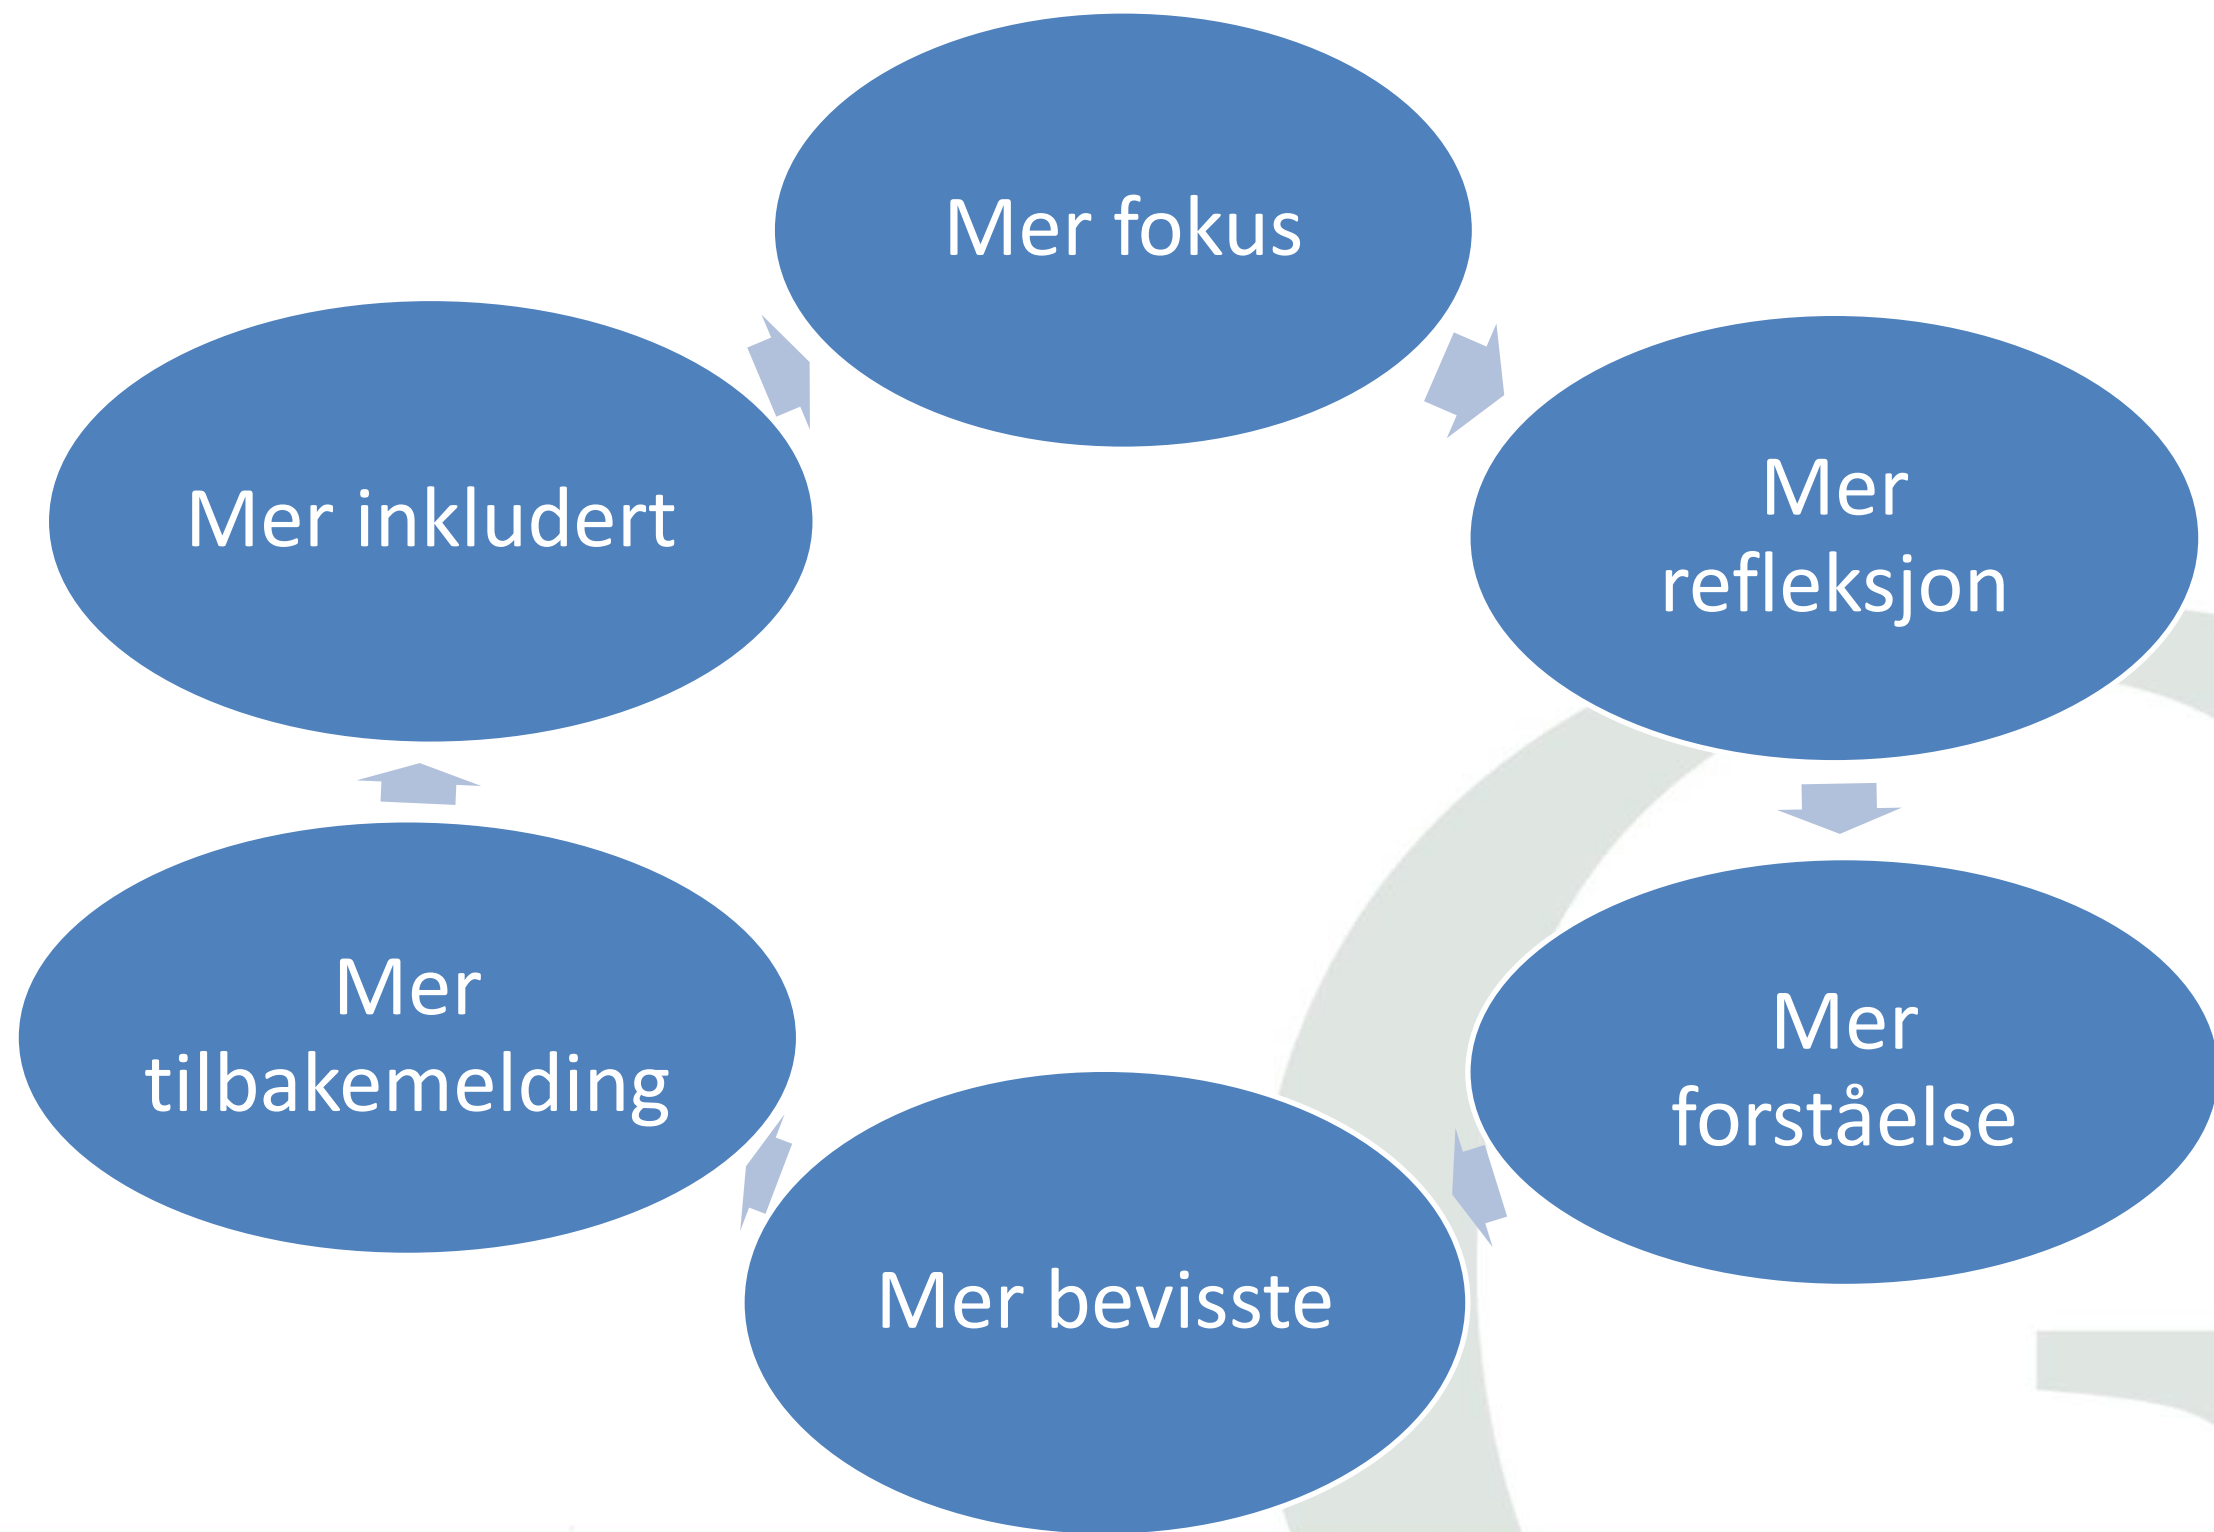 Mer fokus
Mer
refleksjon
Mer
forståelse
Mer bevisste
Mer
tilbakemelding
Mer inkludert